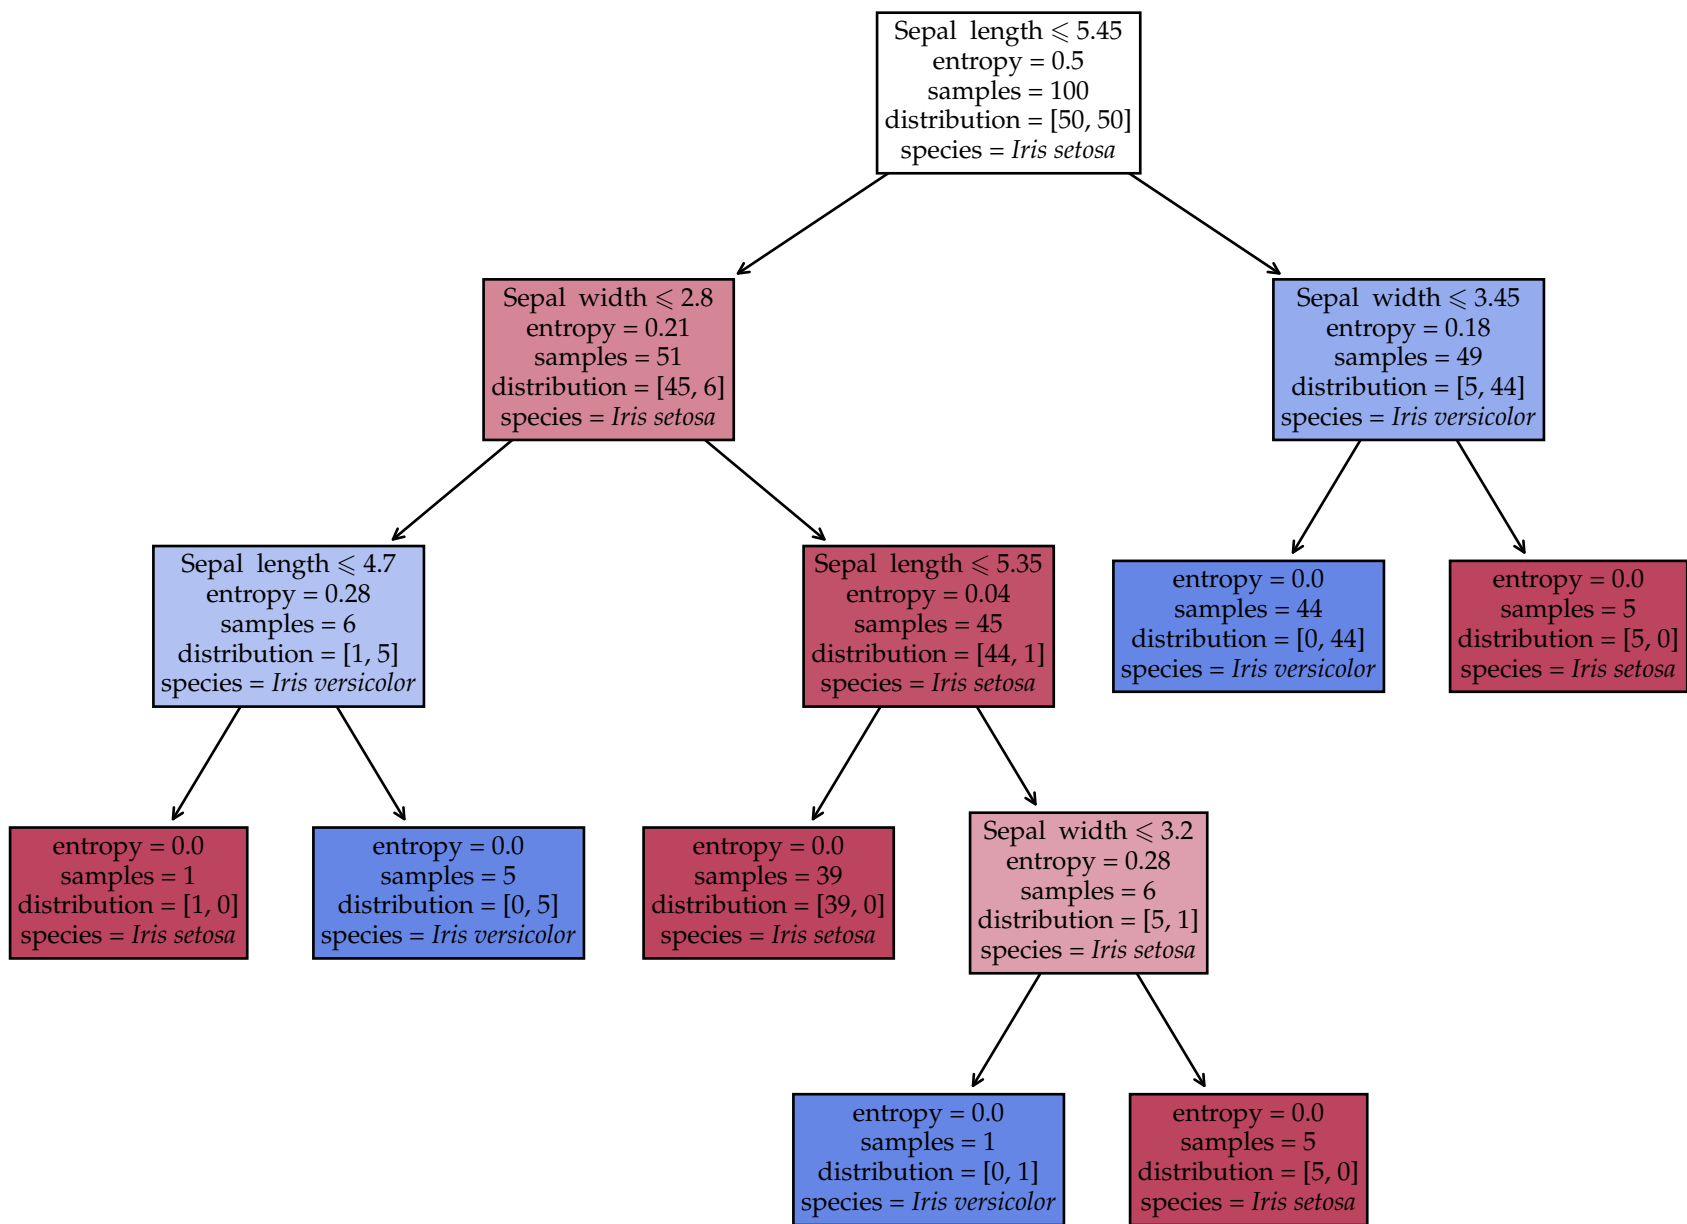 Sepal length ⩽ 5.45
entropy = 0.5
samples = 100
distribution = [50, 50]
species = Iris setosa
Sepal width ⩽ 2.8
entropy = 0.21
samples = 51
distribution = [45, 6]
species = Iris setosa
Sepal width ⩽ 3.45
entropy = 0.18
samples = 49
distribution = [5, 44]
species = Iris versicolor
Sepal length ⩽ 4.7
entropy = 0.28
samples = 6
distribution = [1, 5]
species = Iris versicolor
Sepal length ⩽ 5.35
entropy = 0.04
samples = 45
distribution = [44, 1]
species = Iris setosa
entropy = 0.0
samples = 44
distribution = [0, 44]
species = Iris versicolor
entropy = 0.0
samples = 5
distribution = [5, 0]
species = Iris setosa
entropy = 0.0
samples = 1
distribution = [1, 0]
species = Iris setosa
entropy = 0.0
samples = 5
distribution = [0, 5]
species = Iris versicolor
entropy = 0.0
samples = 39
distribution = [39, 0]
species = Iris setosa
Sepal width ⩽ 3.2
entropy = 0.28
samples = 6
distribution = [5, 1]
species = Iris setosa
entropy = 0.0
samples = 1
distribution = [0, 1]
species = Iris versicolor
entropy = 0.0
samples = 5
distribution = [5, 0]
species = Iris setosa